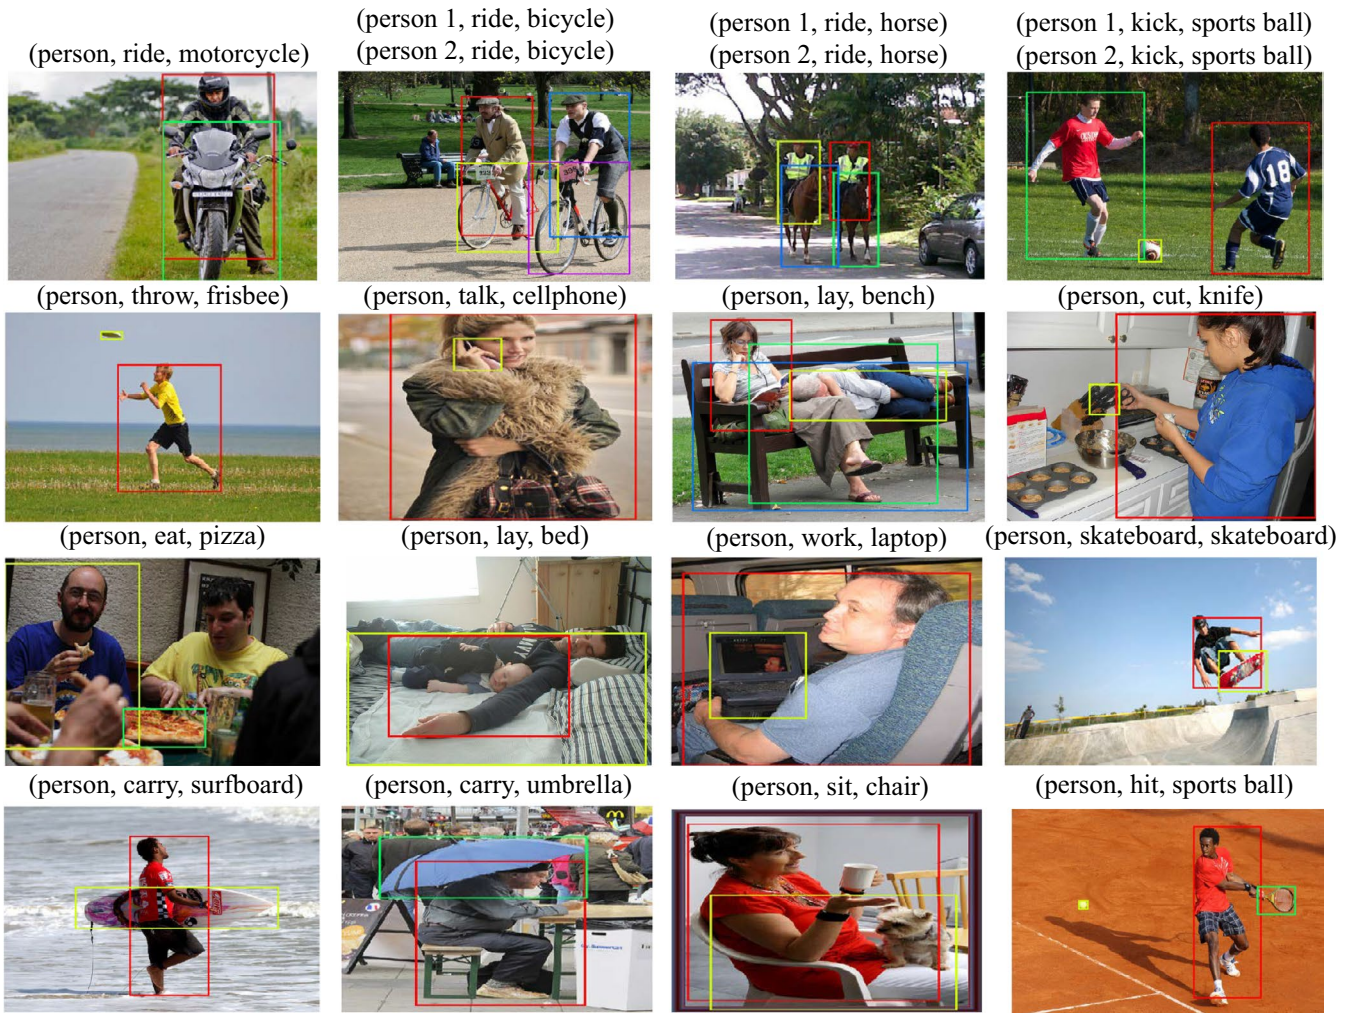 (person, ride, motorcycle)
(person 1, ride, bicycle)
(person 2, ride, bicycle)
(person 1, ride, horse)
(person 2, ride, horse)
(person 1, kick, sports ball)
(person 2, kick, sports ball)
18
(person, throw, frisbee)
(person, talk, cellphone)
(person, lay, bench)
(person, cut, knife)
(person, eat, pizza)
(person, lay, bed)
(person, work, laptop)
(person, skateboard, skateboard)
NAVY
(person, carry, surfboard)
(person, carry, umbrella)
(person, sit, chair)
(person, hit, sports ball)